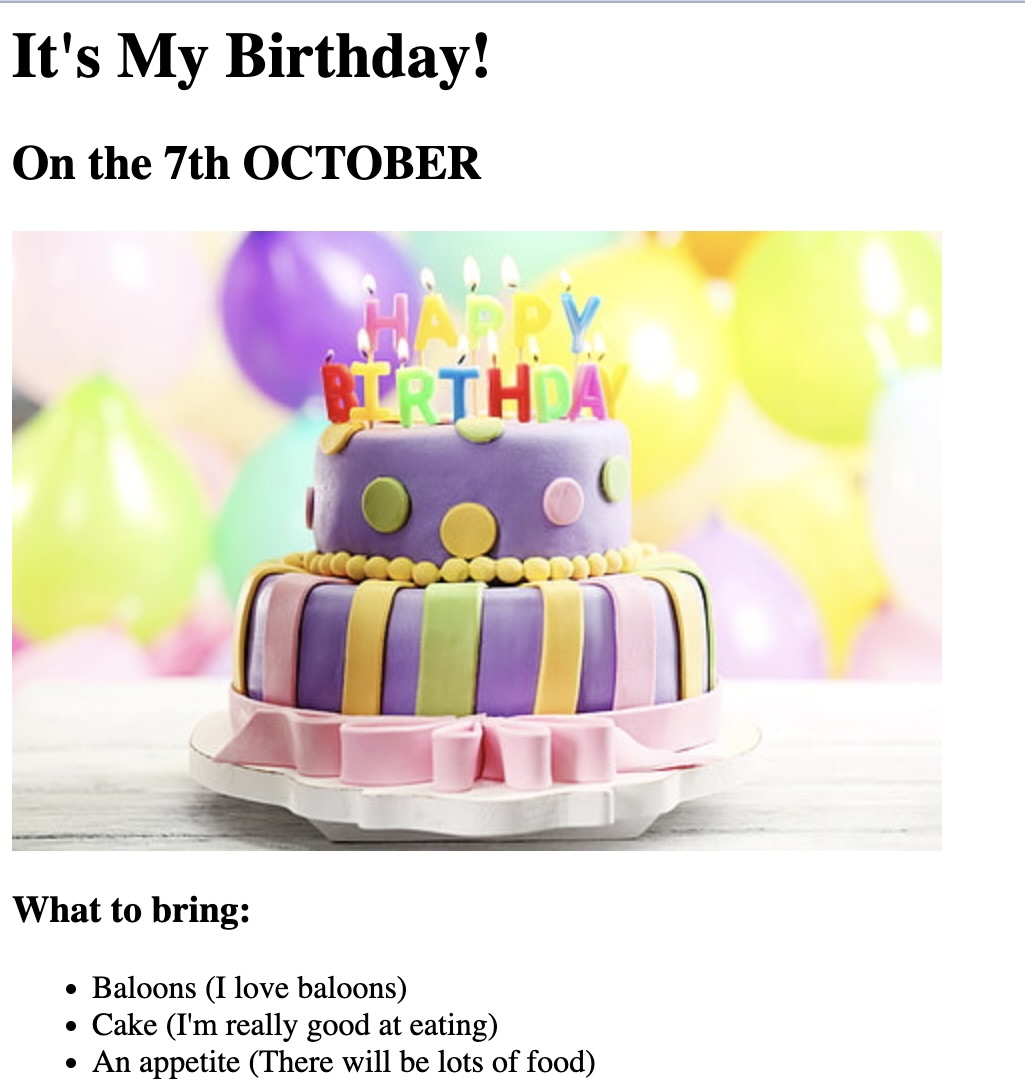 It's My Birthday!
On the 7th OCTOBER
HAPPY
BIRTHDAY
What to bring:
Baloons (I love baloons)
Cake (I'm really good at eating)
An appetite (There will be lots of food)